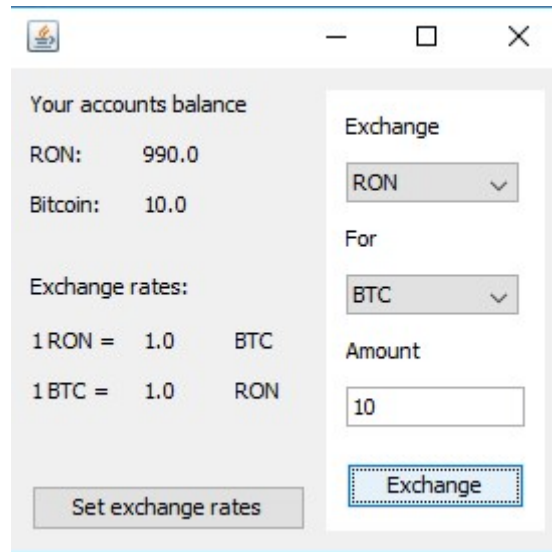 Your accounts balance
RON: 990.0
Bitcoin: 10.0
Exchange rates:
1 RON = 1.0 BTC
1 BTC = 1.0 RON
Set exchange rates
Exchange
RON
For
BTC
Amount
10
Exchange